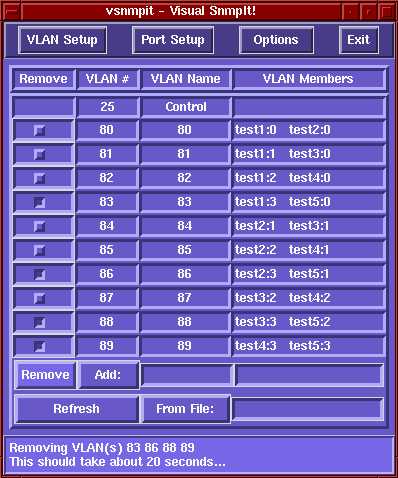 vsnmpit - Visual SnmpIt!
VLAN Setup Port Setup Options Exit
Remove VLAN # VLAN Name VLAN Members
25 Control
80 80 test1:0 test2:0
81 81 test1:1 test3:0
82 82 test1:2 test4:0
83 83 test1:3 test5:0
84 84 test2:1 test3:1
85 85 test2:2 test4:1
86 86 test2:3 test5:1
87 87 test3:2 test4:2
88 88 test3:3 test5:2
89 89 test4:3 test5:3
Remove Add:
Refresh From File:
Removing VLAN(s) 83 86 88 89
This should take about 20 seconds...